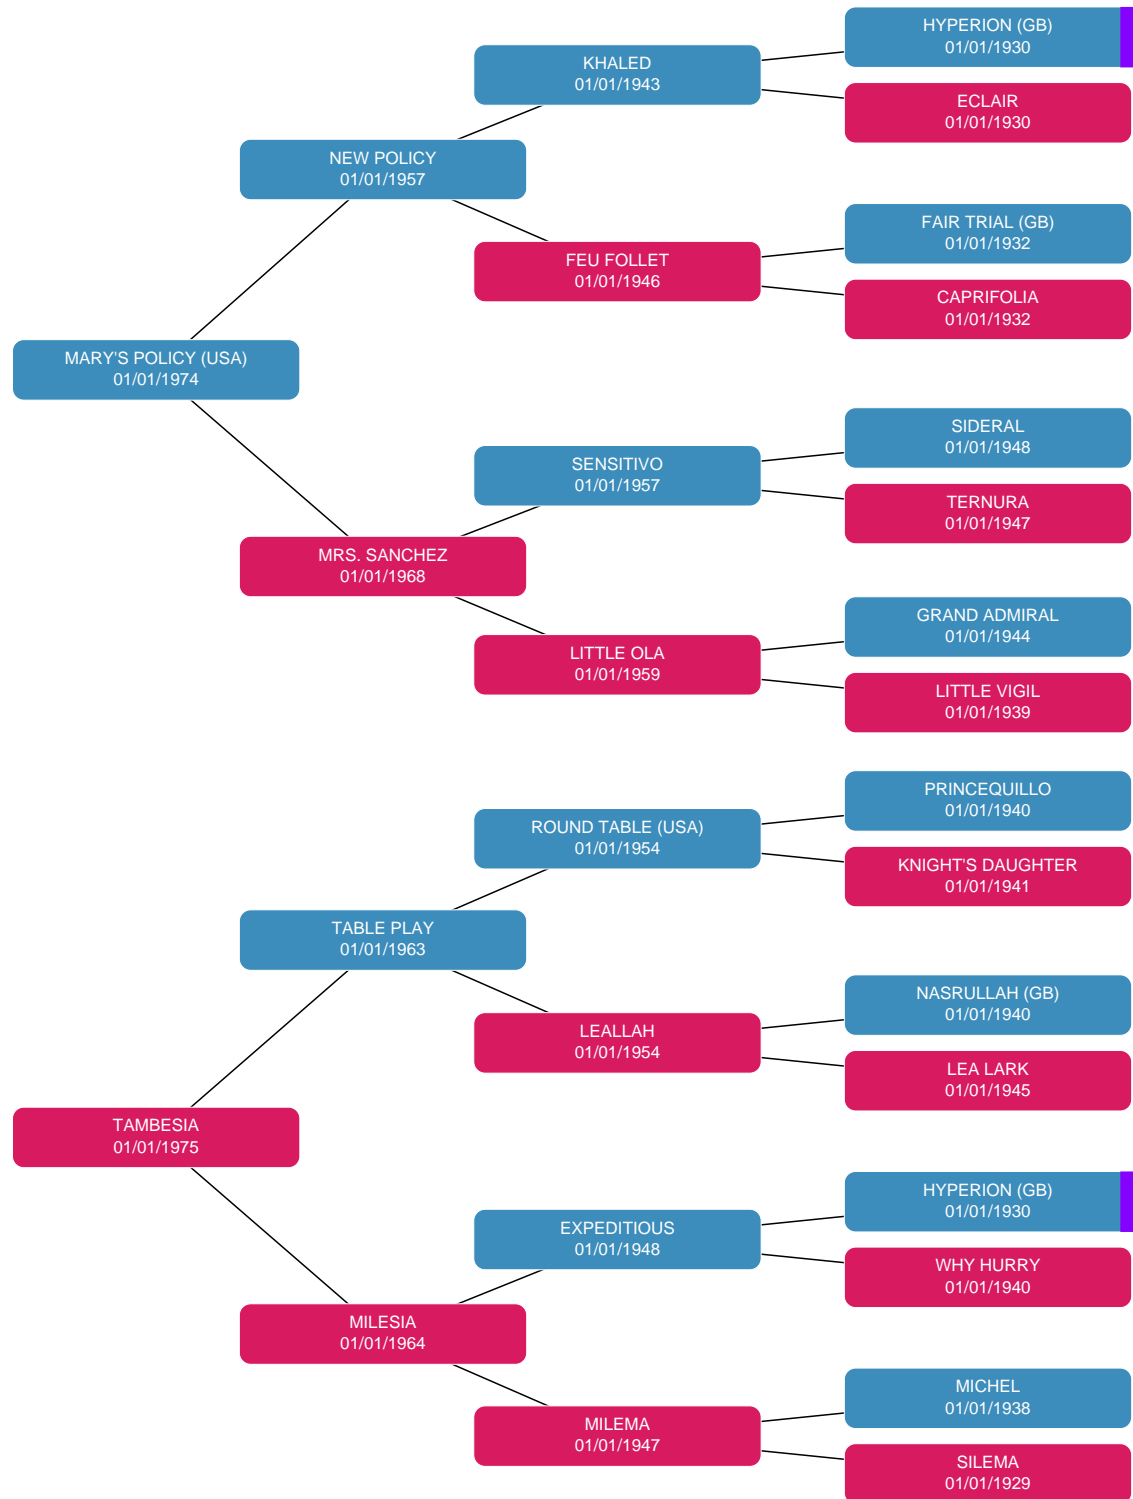 HYPERION (GB)
01/01/1930
KHALED
01/01/1943
ECLAIR
01/01/1930
NEW POLICY
01/01/1957
FAIR TRIAL (GB)
01/01/1932
FEU FOLLET
01/01/1946
CAPRIFOLIA
01/01/1932
MARY'S POLICY (USA)
01/01/1974
SIDERAL
01/01/1948
SENSITIVO
01/01/1957
TERNURA
01/01/1947
MRS. SANCHEZ
01/01/1968
GRAND ADMIRAL
01/01/1944
LITTLE OLA
01/01/1959
LITTLE VIGIL
01/01/1939
PRINCEQUILLO
01/01/1940
ROUND TABLE (USA)
01/01/1954
KNIGHT'S DAUGHTER
01/01/1941
TABLE PLAY
01/01/1963
NASRULLAH (GB)
01/01/1940
LEALLAH
01/01/1954
LEA LARK
01/01/1945
TAMBESIA
01/01/1975
HYPERION (GB)
01/01/1930
EXPEDITIOUS
01/01/1948
WHY HURRY
01/01/1940
MILESIA
01/01/1964
MICHEL
01/01/1938
MILEMA
01/01/1947
SILEMA
01/01/1929